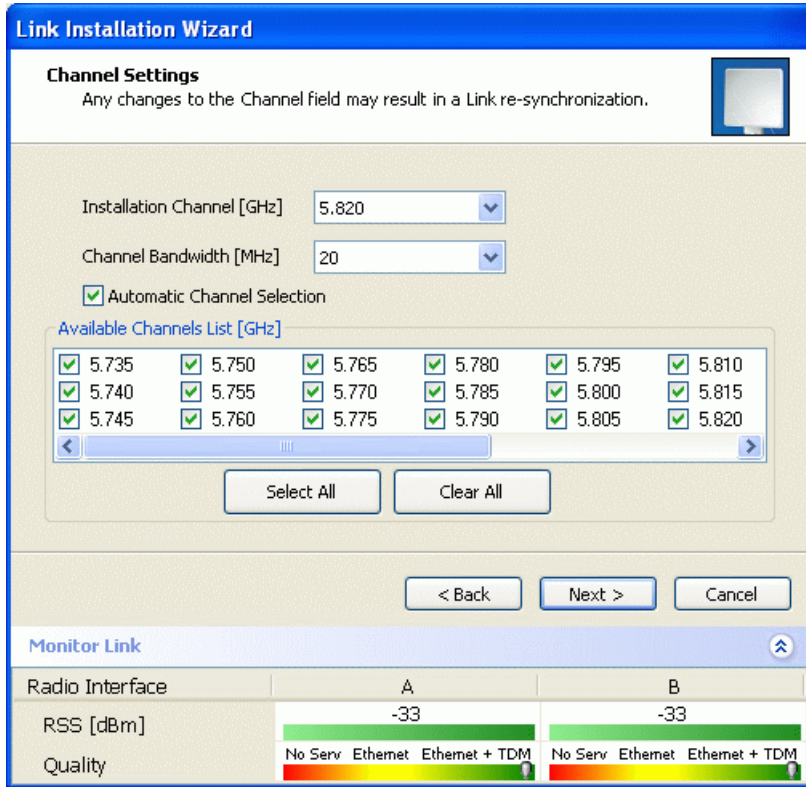 Link Installation Wizard
Channel Settings
Any changes to the Channel field may result in a Link re-synchronization.
Installation Channel [GHz] 5.820
Channel Bandwidth [MHz] 20
Automatic Channel Selection
Available Channels List [GHz]
5.735 5.750 5.765 5.780 5.795 5.810
5.740 5.755 5.770 5.785 5.800 5.815
5.745 5.760 5.775 5.790 5.805 5.820
Select All Clear All
< Back Next > Cancel
Monitor Link
Radio Interface A B
RSS [dBm] -33 -33
Quality No Serv Ethernet Ethernet + TDM No Serv Ethernet Ethernet + TDM